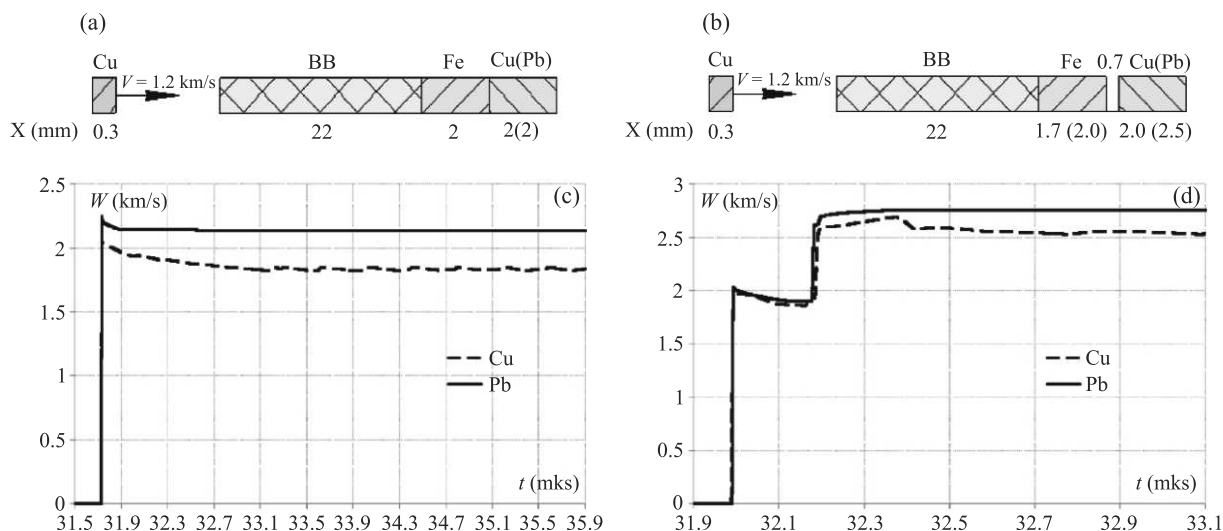 (a)
Cu BB Fe Cu(Pb)
V = 1.2 km/s
X (mm) 0.3 22 2 2(2)
(b)
Cu BB Fe 0.7 Cu(Pb)
V = 1.2 km/s
X (mm) 0.3 22 1.7 (2.0) 2.0 (2.5)
(c)
W (km/s)
2.5
2
1.5
1
0.5
0
Cu
Pb
t (mks)
31.5 31.9 32.3 32.7 33.1 33.5 33.9 34.3 34.7 35.1 35.5 35.9
(d)
W (km/s)
3
2.5
2
1.5
1
0.5
0
Cu
Pb
t (mks)
31.9 32.1 32.3 32.5 32.7 32.9